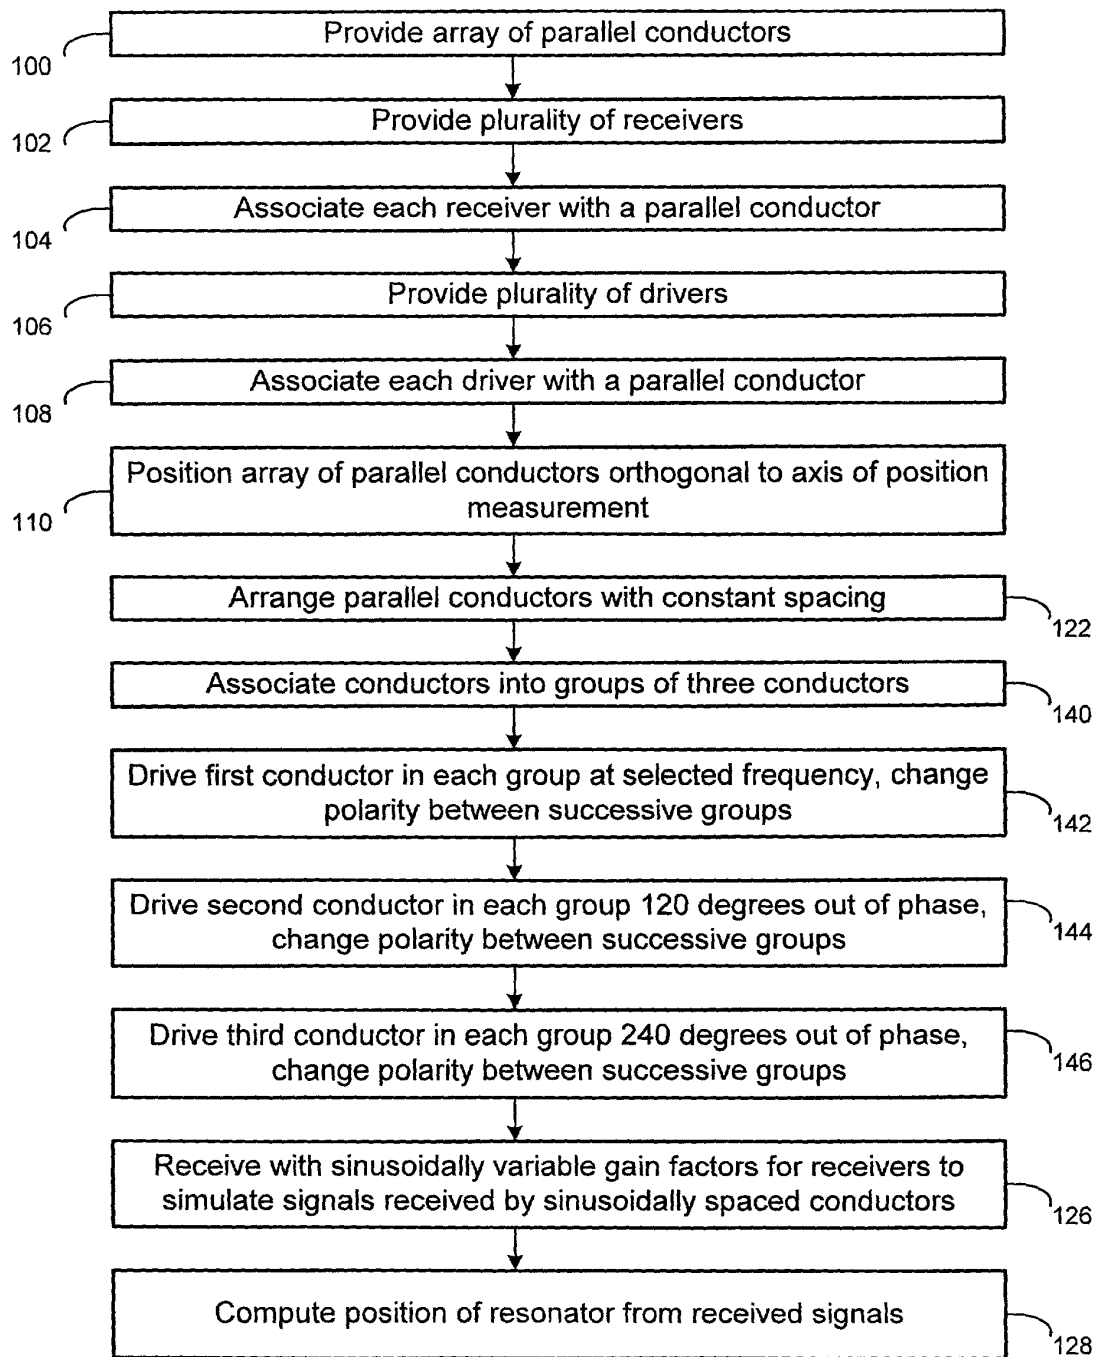 Provide array of parallel conductors
100
Provide plurality of receivers
102
Associate each receiver with a parallel conductor
104
Provide plurality of drivers
106
Associate each driver with a parallel conductor
108
Position array of parallel conductors orthogonal to axis of position
measurement
110
Arrange parallel conductors with constant spacing
122
Associate conductors into groups of three conductors
140
Drive first conductor in each group at selected frequency, change
polarity between successive groups
142
Drive second conductor in each group 120 degrees out of phase,
change polarity between successive groups
144
Drive third conductor in each group 240 degrees out of phase,
change polarity between successive groups
146
Receive with sinusoidally variable gain factors for receivers to
simulate signals received by sinusoidally spaced conductors
126
Compute position of resonator from received signals
128